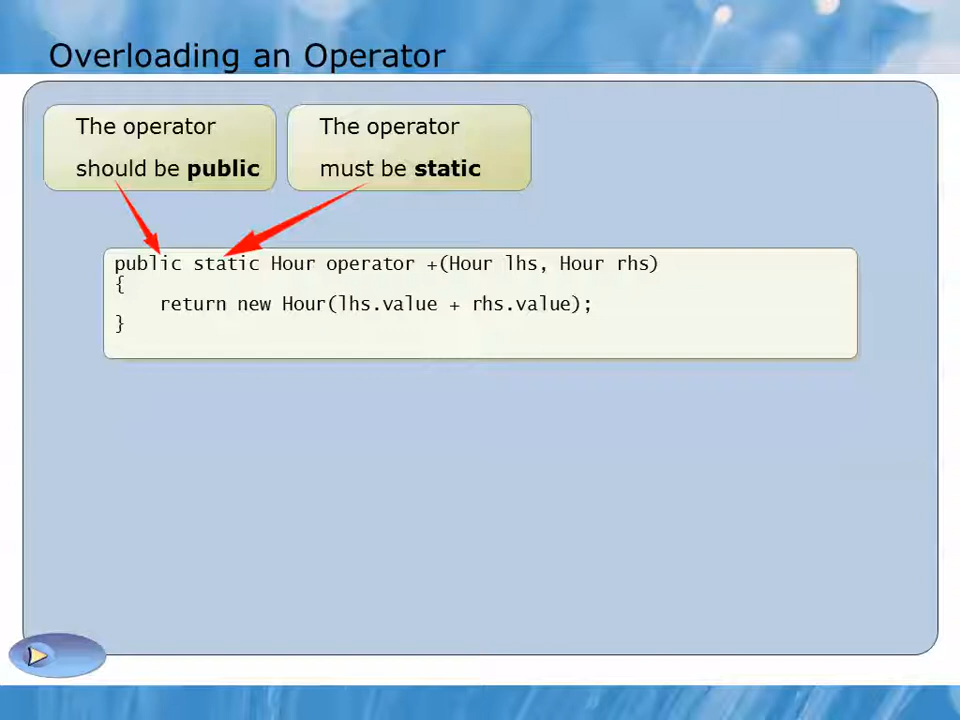 Overloading an Operator
The operator
should be public
The operator
must be static
public static Hour operator +(Hour lhs, Hour rhs)
{
    return new Hour(lhs.value + rhs.value);
}